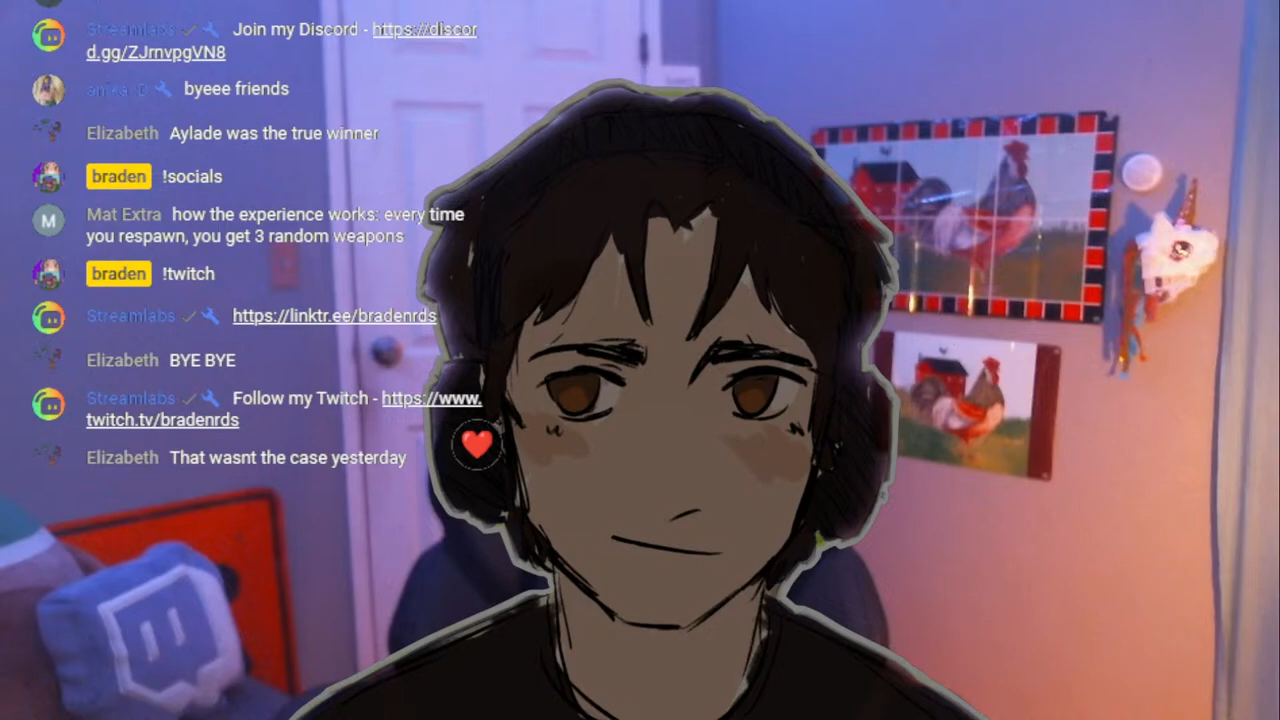 Streamlabs Join my Discord - https://discor
d.gg/ZJrnvpgVN8
anika :D byeee friends
Elizabeth Aylade was the true winner
braden !socials
Mat Extra how the experience works: every time
you respawn, you get 3 random weapons
braden !twitch
Streamlabs https://linktr.ee/bradenrds
Elizabeth BYE BYE
Streamlabs Follow my Twitch - https://www.
twitch.tv/bradenrds
Elizabeth That wasnt the case yesterday
M